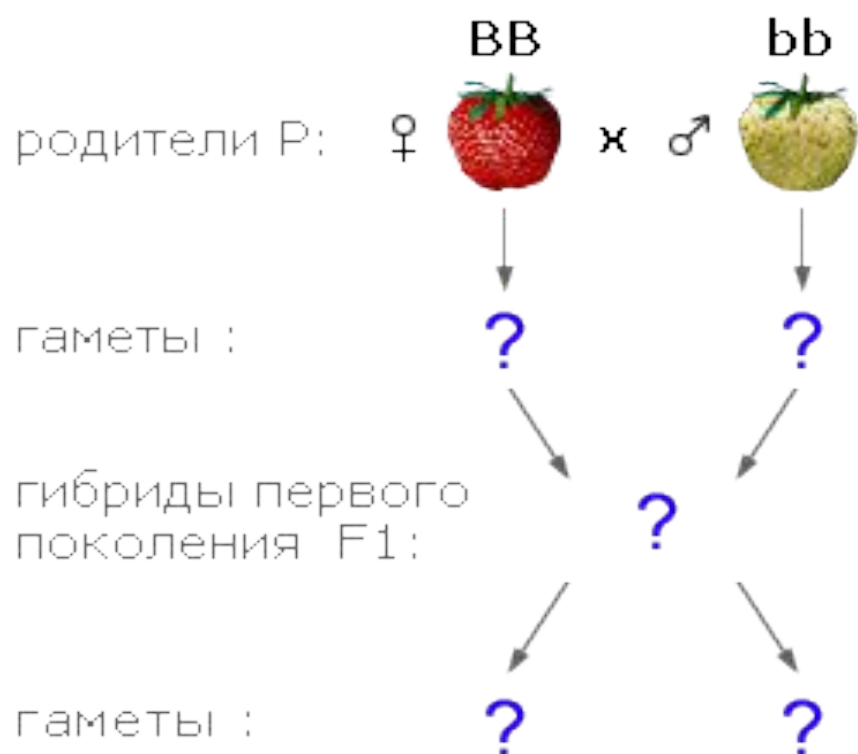 BB bb
родители P: ♀ x ♂
гаметы : ? ?
гибриды первого
поколения F1: ?
гаметы : ? ?